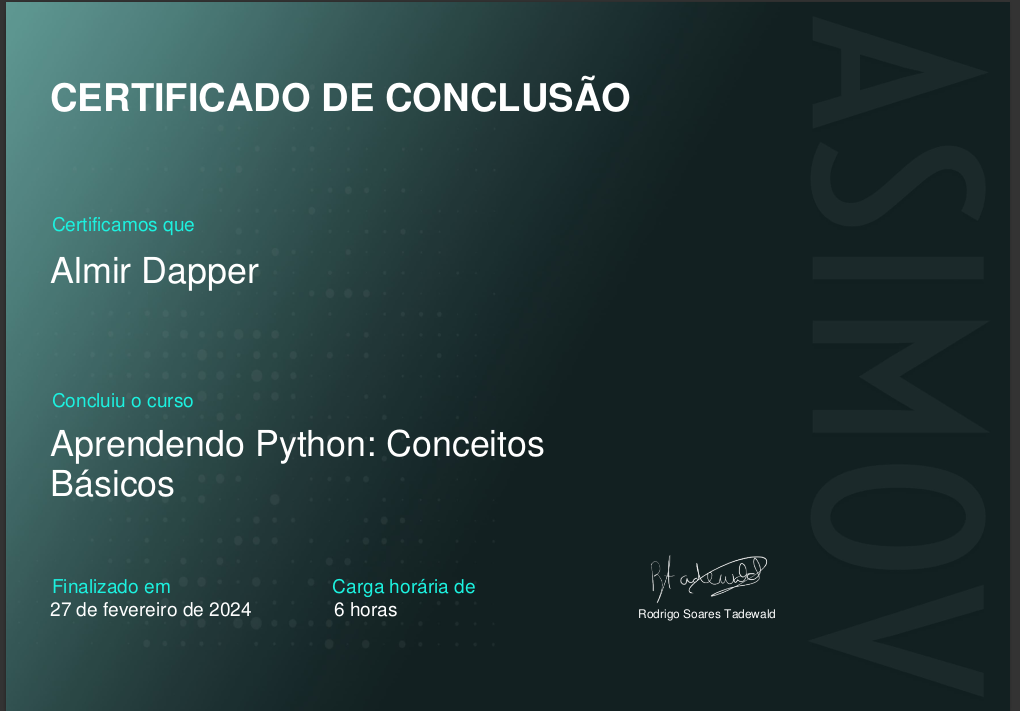 CERTIFICADO DE CONCLUSÃO
Certificamos que
Almir Dapper
Concluiu o curso
Aprendendo Python: Conceitos
Básicos
Finalizado em
27 de fevereiro de 2024
Carga horária de
6 horas
Rodrigo Soares Tadewald
ASIMOV